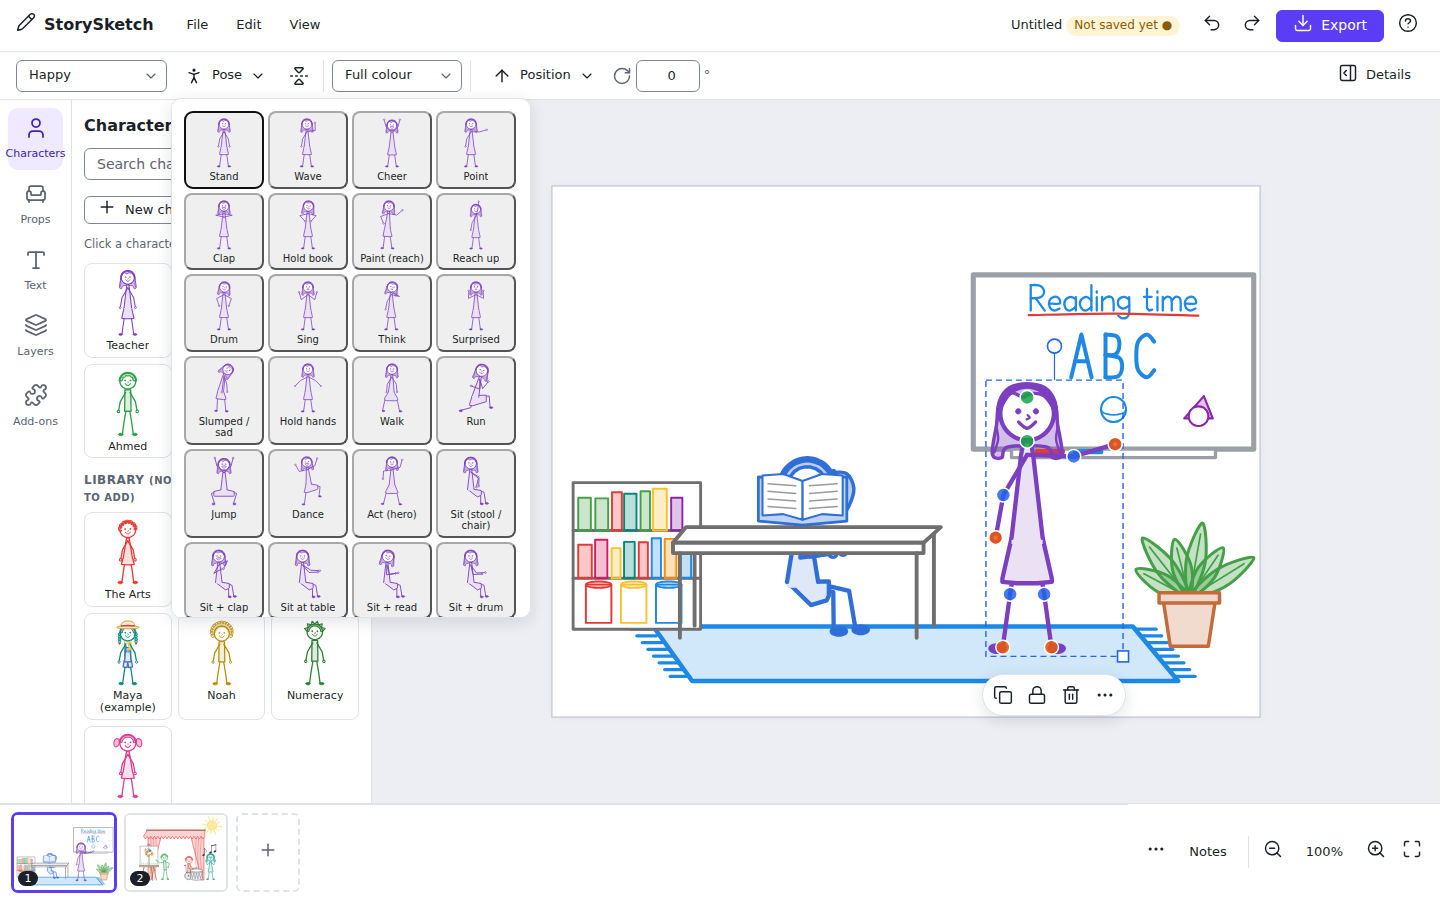 StorySketch
File
Edit
View
Untitled
Not saved yet
Export
Happy
Pose
Full colour
Position
0
°
Details
Characters
Props
Text
Layers
Add-ons
Character
Search cha
New ch
Click a characte
Teacher
Ahmed
LIBRARY (NO
TO ADD)
The Arts
Maya
(example)
Noah
Numeracy
Stand
Wave
Cheer
Point
Clap
Hold book
Paint (reach)
Reach up
Drum
Sing
Think
Surprised
Slumped /
sad
Hold hands
Walk
Run
Jump
Dance
Act (hero)
Sit (stool /
chair)
Sit + clap
Sit at table
Sit + read
Sit + drum
Reading time
ABC
Reading time
ABC
1
2
Notes
100%